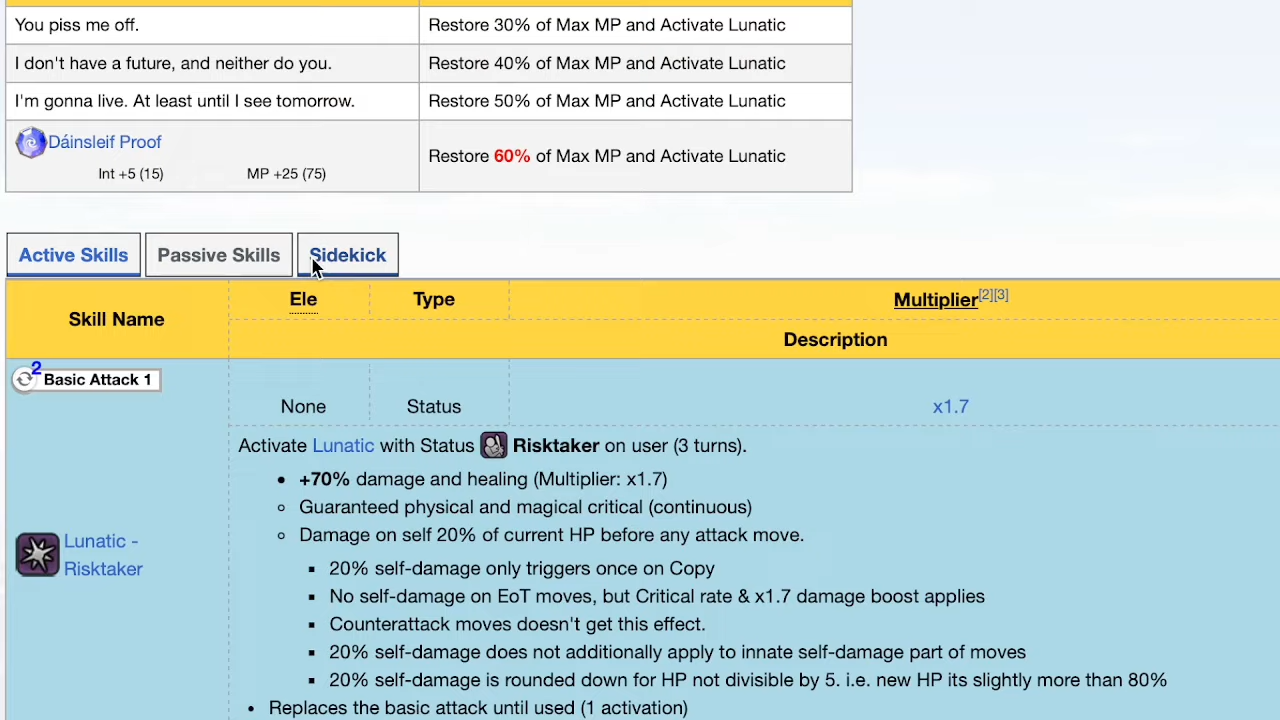 You piss me off.
Restore 30% of Max MP and Activate Lunatic
I don't have a future, and neither do you.
Restore 40% of Max MP and Activate Lunatic
I'm gonna live. At least until I see tomorrow.
Restore 50% of Max MP and Activate Lunatic
Dáinsleif Proof
Int +5 (15) MP +25 (75)
Restore 60% of Max MP and Activate Lunatic
Active Skills Passive Skills Sidekick
Skill Name
Ele Type Multiplier[2][3]
Description
2
Basic Attack 1
None Status x1.7
Lunatic -
Risktaker
Activate Lunatic with Status Risktaker on user (3 turns).
+70% damage and healing (Multiplier: x1.7)
Guaranteed physical and magical critical (continuous)
Damage on self 20% of current HP before any attack move.
20% self-damage only triggers once on Copy
No self-damage on EoT moves, but Critical rate & x1.7 damage boost applies
Counterattack moves doesn't get this effect.
20% self-damage does not additionally apply to innate self-damage part of moves
20% self-damage is rounded down for HP not divisible by 5. i.e. new HP its slightly more than 80%
Replaces the basic attack until used (1 activation)